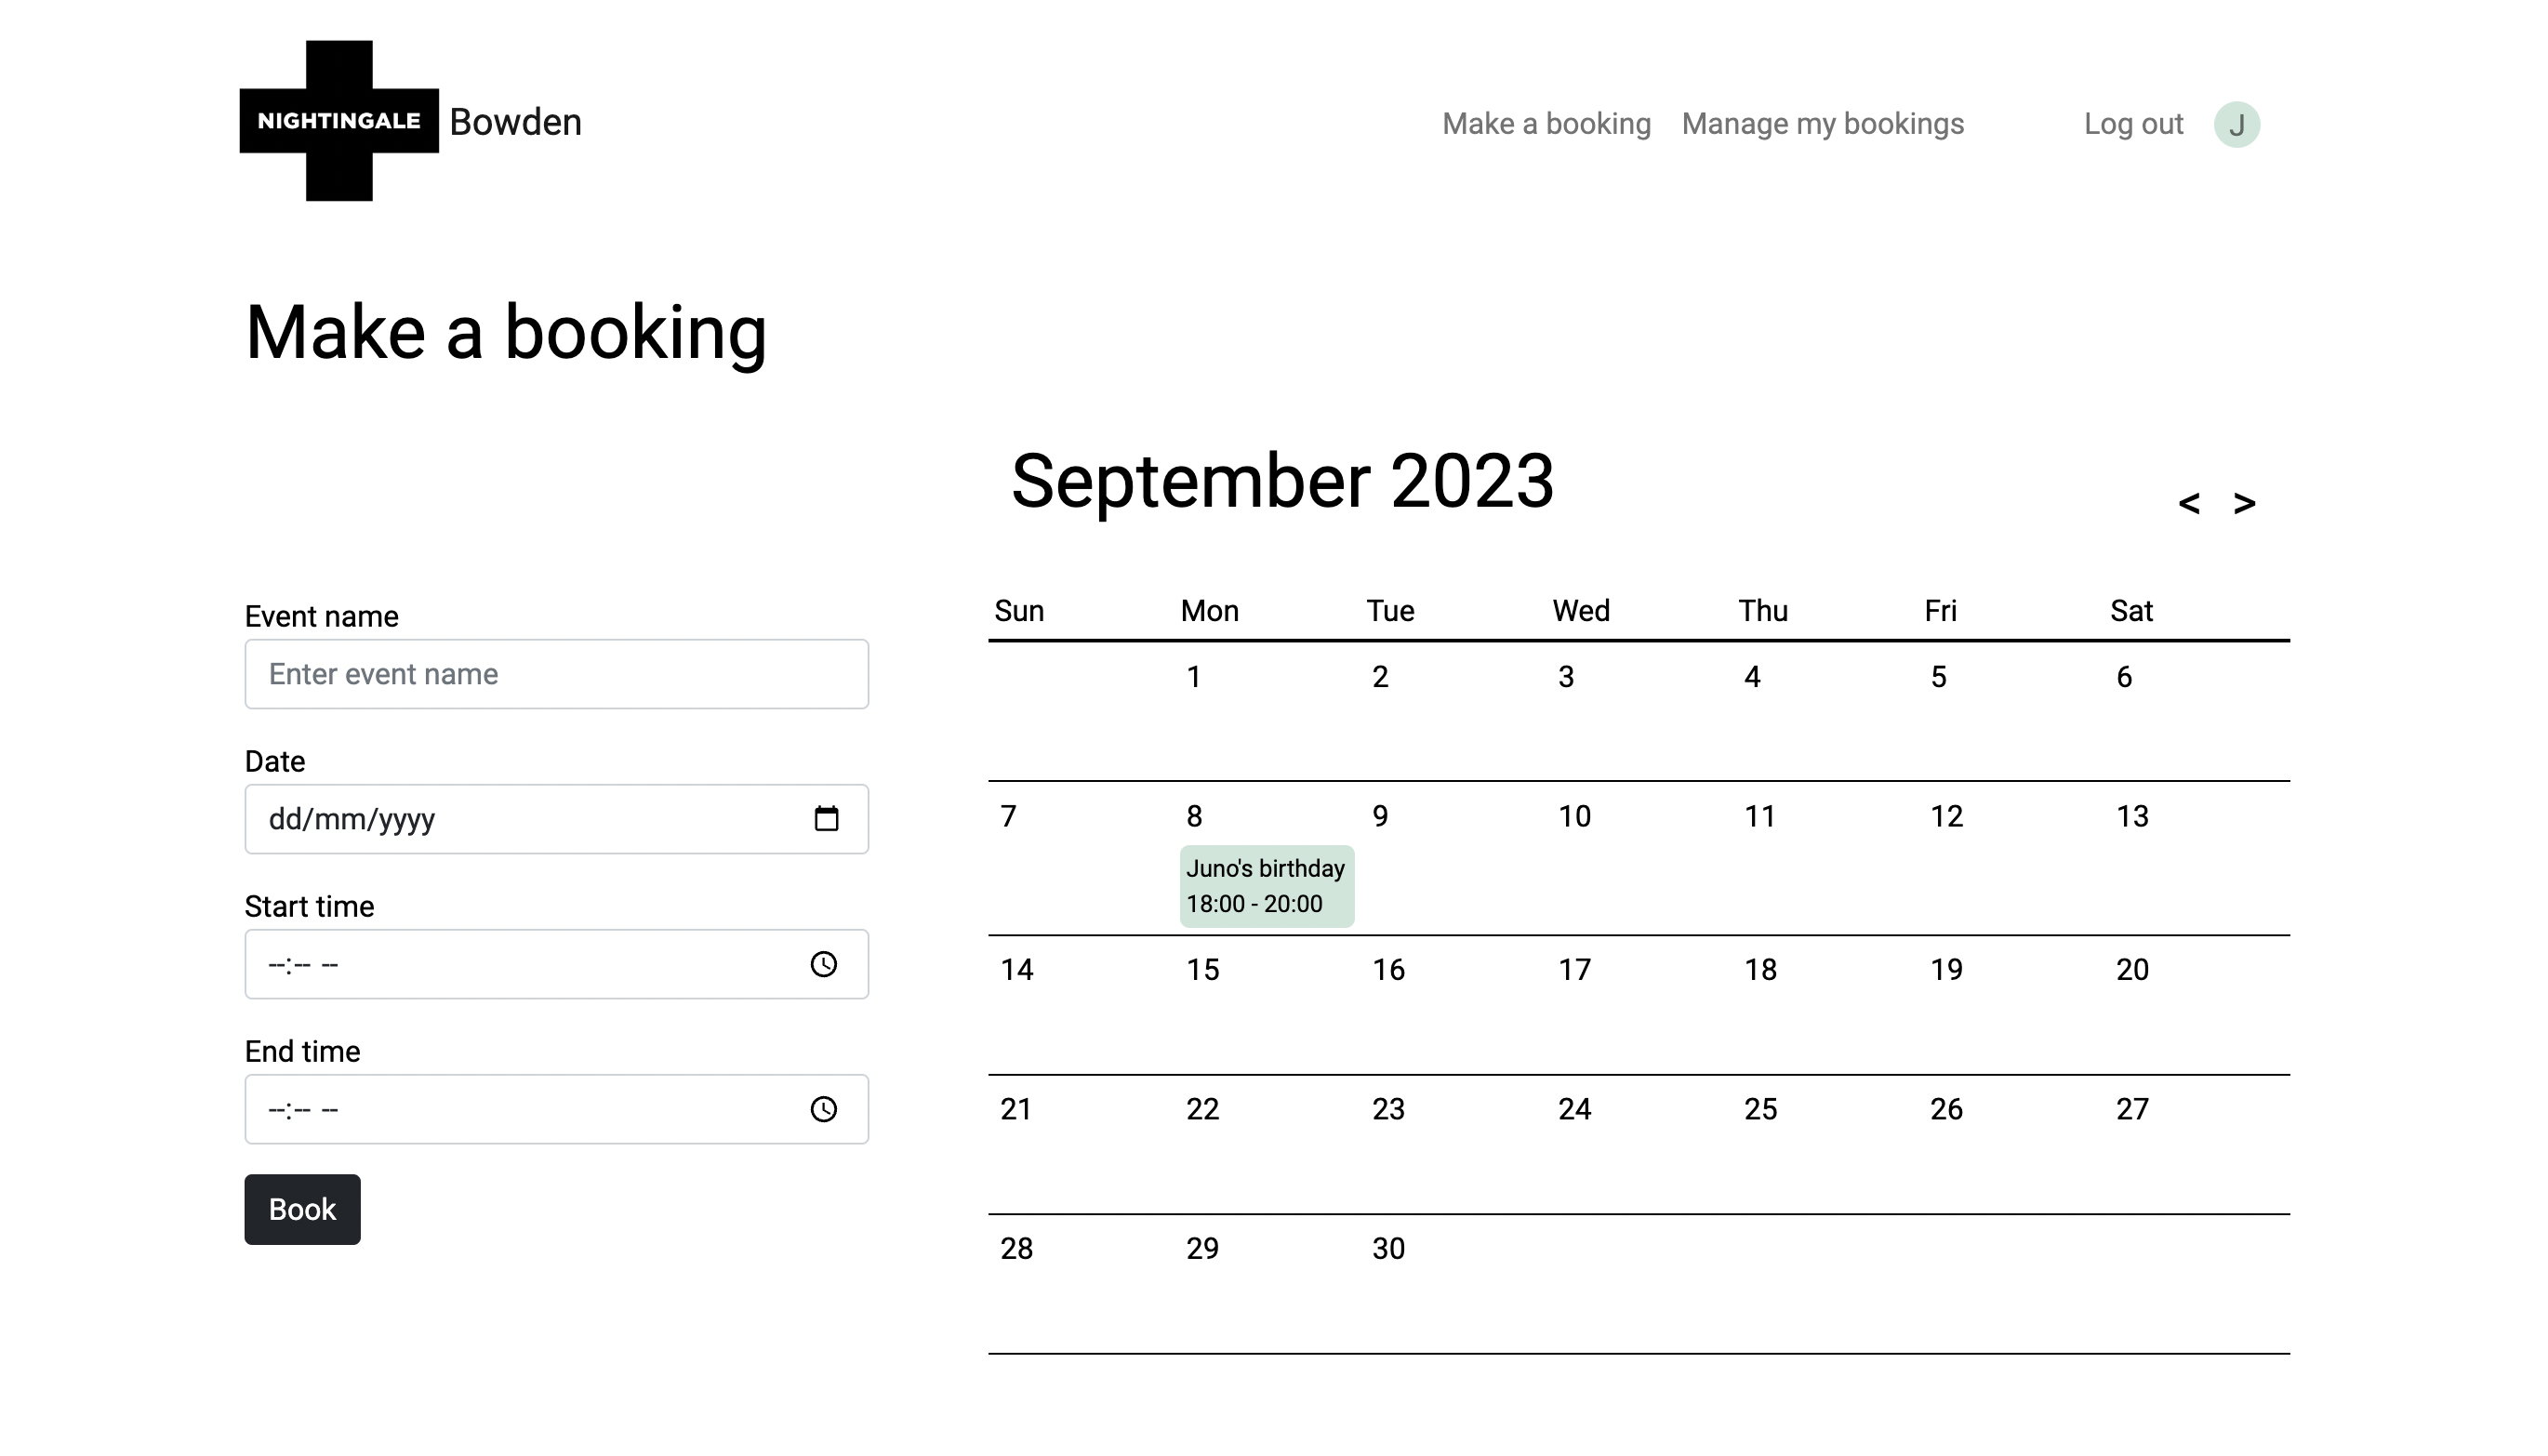 NIGHTINGALE Bowden
Make a booking Manage my bookings Log out J
Make a booking
September 2023
< >
Event name
Enter event name
Date
dd/mm/yyyy
Start time
--:-- --
End time
--:-- --
Book
Sun Mon Tue Wed Thu Fri Sat
1 2 3 4 5 6
7 8 9 10 11 12 13
Juno's birthday
18:00 - 20:00
14 15 16 17 18 19 20
21 22 23 24 25 26 27
28 29 30